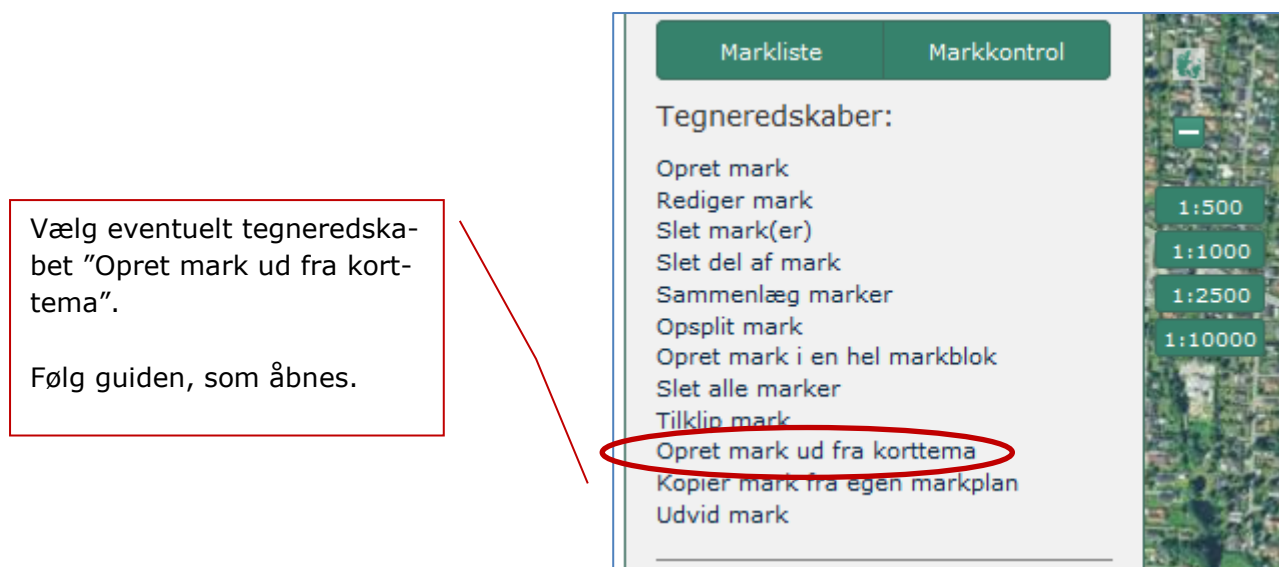 Vælg eventuelt tegneredska-
bet ”Opret mark ud fra kort-
tema”.
Følg guiden, som åbnes.
Markliste
Markkontrol
Tegneredskaber:
Opret mark
Rediger mark
Slet mark(er)
Slet del af mark
Sammenlæg marker
Opsplit mark
Opret mark i en hel markblok
Slet alle marker
Tilklip mark
Opret mark ud fra korttema
Kopier mark fra egen markplan
Udvid mark
1:500
1:1000
1:2500
1:10000